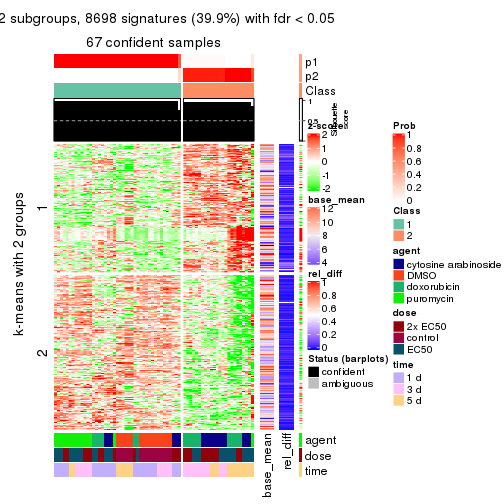 2 subgroups, 8698 signatures (39.9%) with fdr < 0.05
67 confident samples
p1
p2
Class
1
0.5
Silhouette
score
k-means with 2 groups
1
2
z-score
2
1
0
-1
-2
base_mean
12
10
8
6
4
rel_diff
1
0.8
0.6
0.4
0.2
0
Status (barplots)
confident
ambiguous
Prob
1
0.8
0.6
0.4
0.2
0
Class
1
2
agent
cytosine arabinoside
DMSO
doxorubicin
puromycin
dose
2x EC50
control
EC50
time
1 d
3 d
5 d
agent
dose
time
base_mean
rel_diff